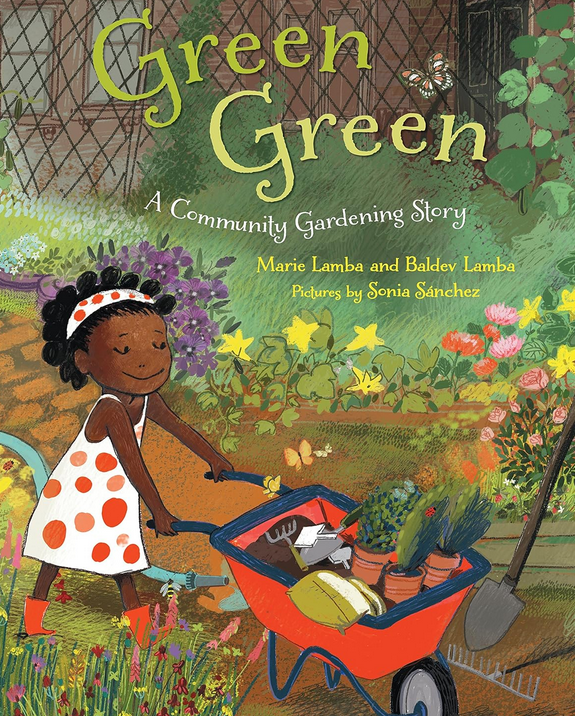 Green
Green
A Community Gardening Story
Marie Lamba and Baldev Lamba
Pictures by Sonia Sánchez